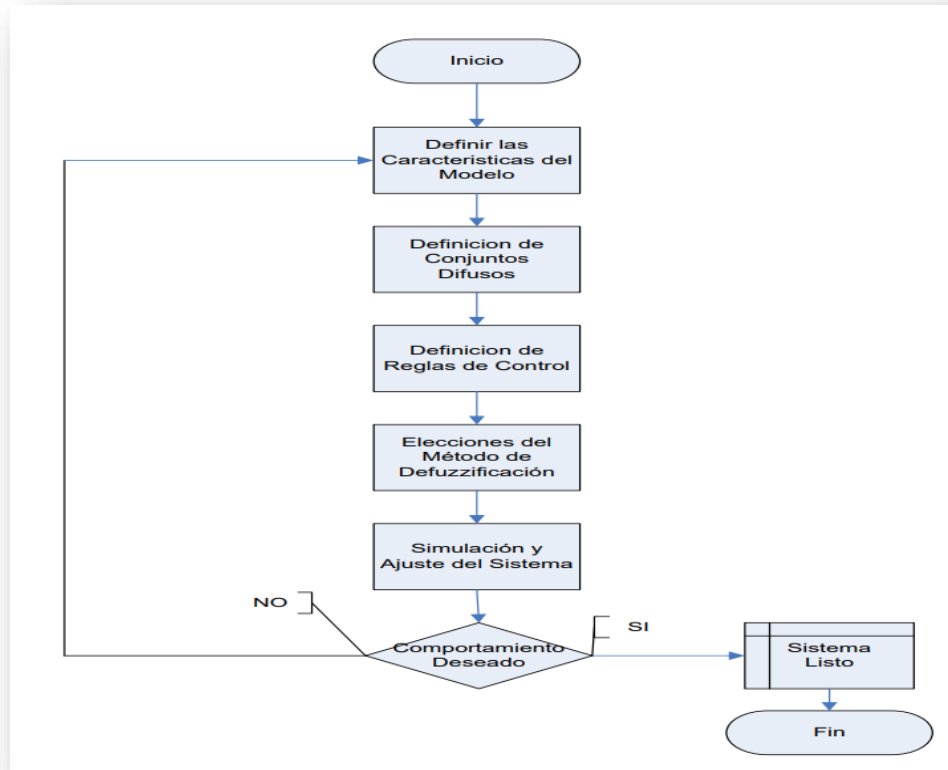 Inicio
Definir las
Caracteristicas del
Modelo
Definicion de
Conjuntos
Difusos
Definicion de
Reglas de Control
Elecciones del
Método de
Defuzzificación
Simulación y
Ajuste del Sistema
NO
SI
Comportamiento
Deseado
Sistema
Listo
Fin